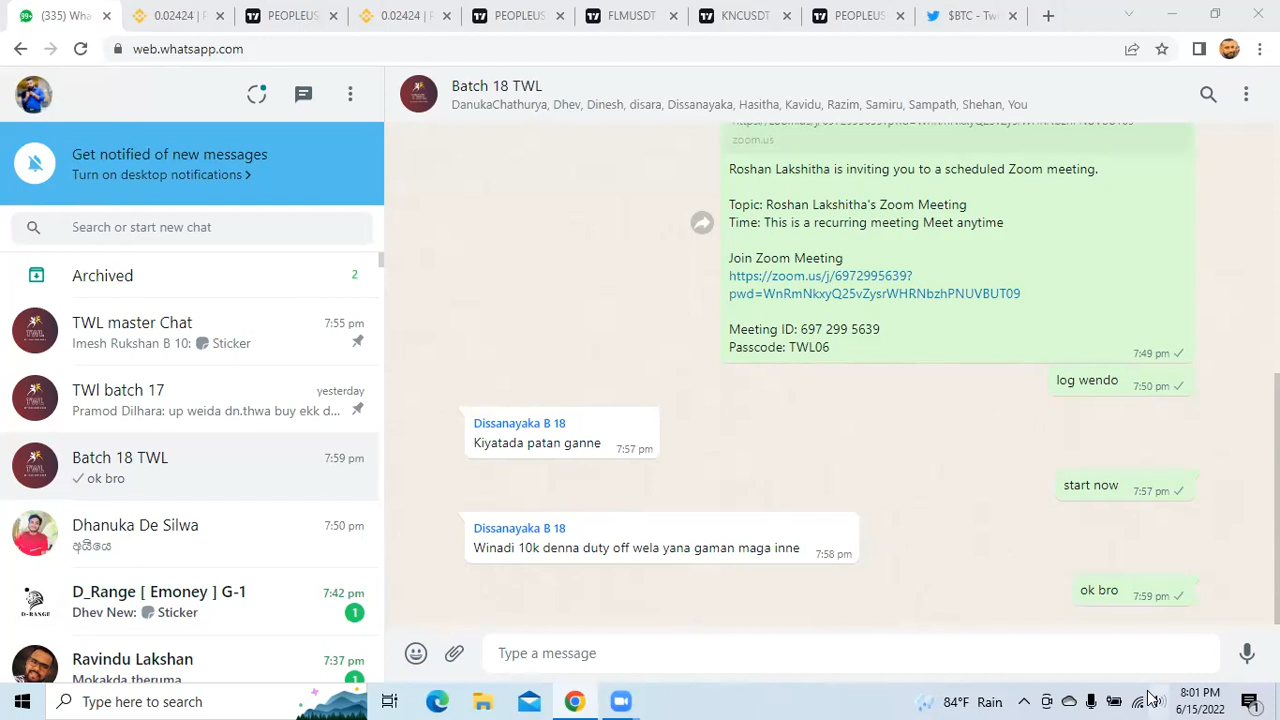 (335) Wha
0.02424 | F
PEOPLEUS
0.02424 | F
PEOPLEUS
FLMUSDT
KNCUSDT
PEOPLEUS
$BTC - Tw
web.whatsapp.com
Batch 18 TWL
DanukaChathurya, Dhev, Dinesh, disara, Dissanayaka, Hasitha, Kavidu, Razim, Samiru, Sampath, Shehan, You
Get notified of new messages
Turn on desktop notifications >
Search or start new chat
Archived 2
TWL master Chat 7:55 pm
Imesh Rukshan B 10: Sticker
TWl batch 17 yesterday
Pramod Dilhara: up weida dn.thwa buy ekk d...
Batch 18 TWL 7:59 pm
ok bro
Dhanuka De Silwa 7:50 pm
අයියෙ
D_Range [ Emoney ] G-1 7:42 pm
Dhev New: Sticker 1
Ravindu Lakshan 7:37 pm
Mokakda theruma 1
zoom.us
Roshan Lakshitha is inviting you to a scheduled Zoom meeting.
Topic: Roshan Lakshitha's Zoom Meeting
Time: This is a recurring meeting Meet anytime
Join Zoom Meeting
https://zoom.us/j/6972995639?
pwd=WnRmNkxyQ25vZysrWHRNbzhPNUVBUT09
Meeting ID: 697 299 5639
Passcode: TWL06
7:49 pm
log wendo 7:50 pm
Dissanayaka B 18
Kiyatada patan ganne 7:57 pm
start now 7:57 pm
Dissanayaka B 18
Winadi 10k denna duty off wela yana gaman maga inne 7:58 pm
ok bro 7:59 pm
Type a message
Type here to search
84°F Rain
8:01 PM
6/15/2022
1